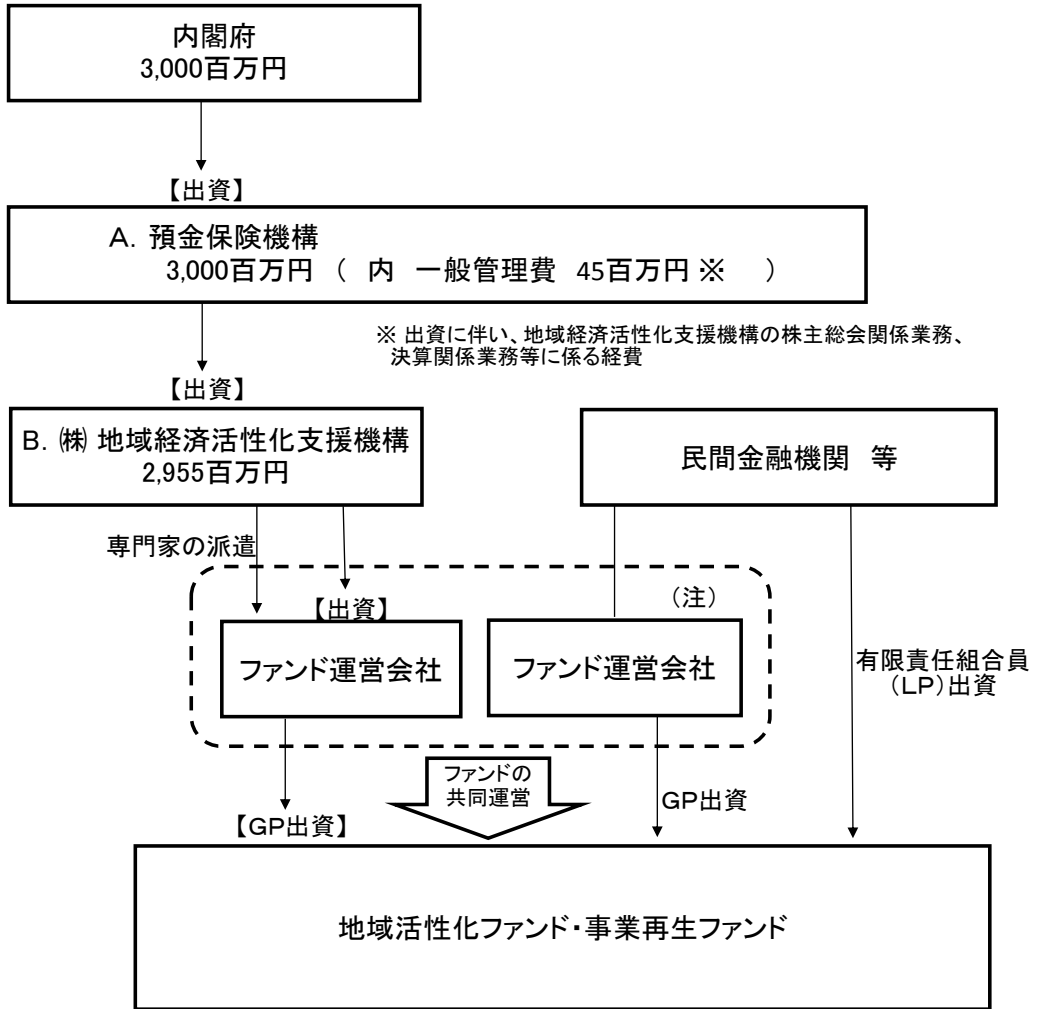 内閣府
3,000百万円
【出資】
A. 預金保険機構
3,000百万円 ( 内 一般管理費 45百万円 ※ )
※ 出資に伴い、地域経済活性化支援機構の株主総会関係業務、
決算関係業務等に係る経費
【出資】
B. ㈱ 地域経済活性化支援機構
2,955百万円
民間金融機関 等
専門家の派遣
【出資】
(注)
ファンド運営会社
ファンド運営会社
有限責任組合員
(LP)出資
ファンドの
共同運営
GP出資
【GP出資】
地域活性化ファンド・事業再生ファンド